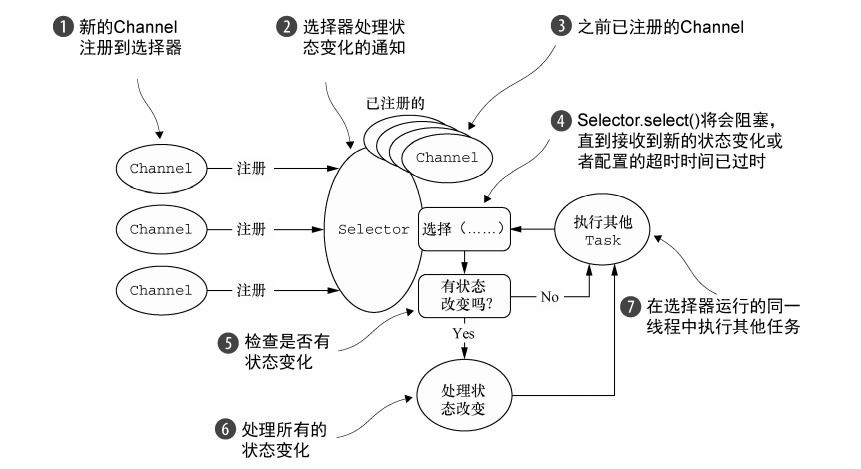 1 新的Channel
注册到选择器
2 选择器处理状
态变化的通知
3 之前已注册的Channel
已注册的
Channel
4 Selector.select()将会阻塞，
直到接收到新的状态变化或
者配置的超时时间已过时
Channel 注册
Channel 注册
Channel 注册
Selector
选择（……）
执行其他
Task
有状态
改变吗？
No
Yes
5 检查是否有
状态变化
7 在选择器运行的同一
线程中执行其他任务
处理状
态改变
6 处理所有的
状态变化